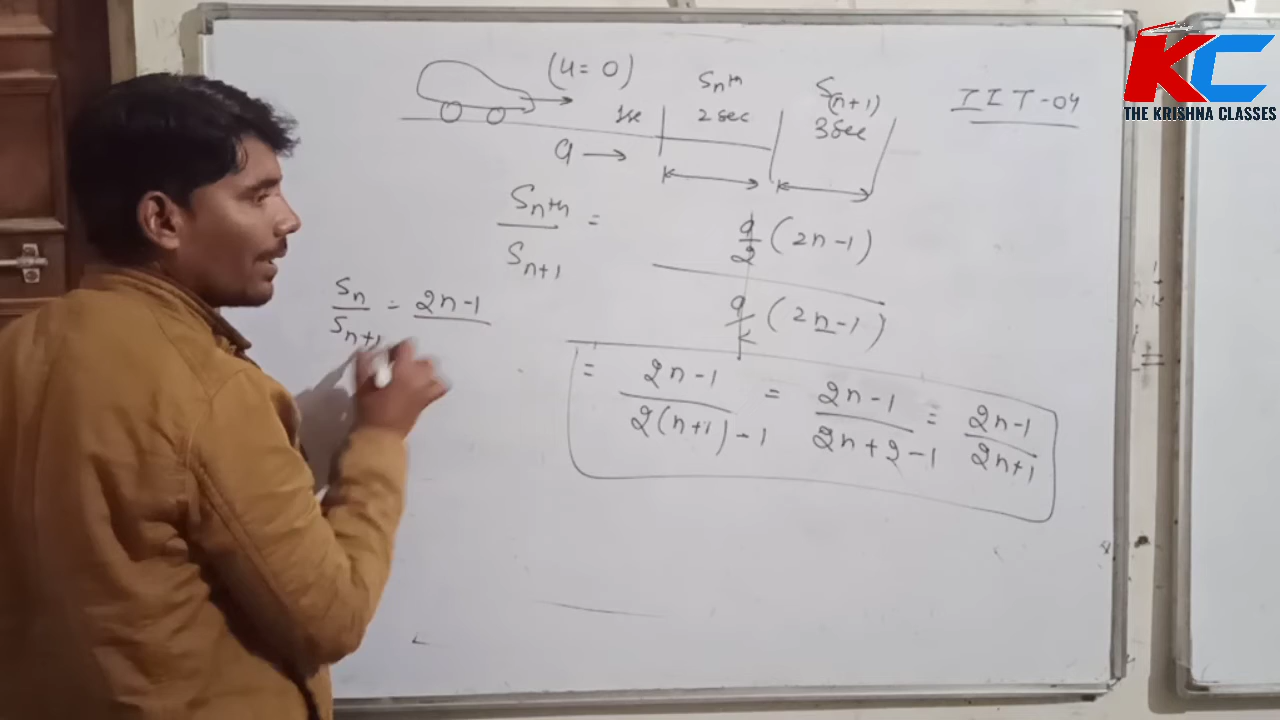 KC
THE KRISHNA CLASSES
IIT-04
(u = 0)
Snth
S(n+1)
1se
2 sec
3 sec
a →
Snth / Sn+1 =
a/2 (2n-1)
a/2 (2n-1)
Sn / Sn+1 = 2n-1
= 2n-1 / 2(n+1)-1 = 2n-1 / 2n+2-1 = 2n-1 / 2n+1